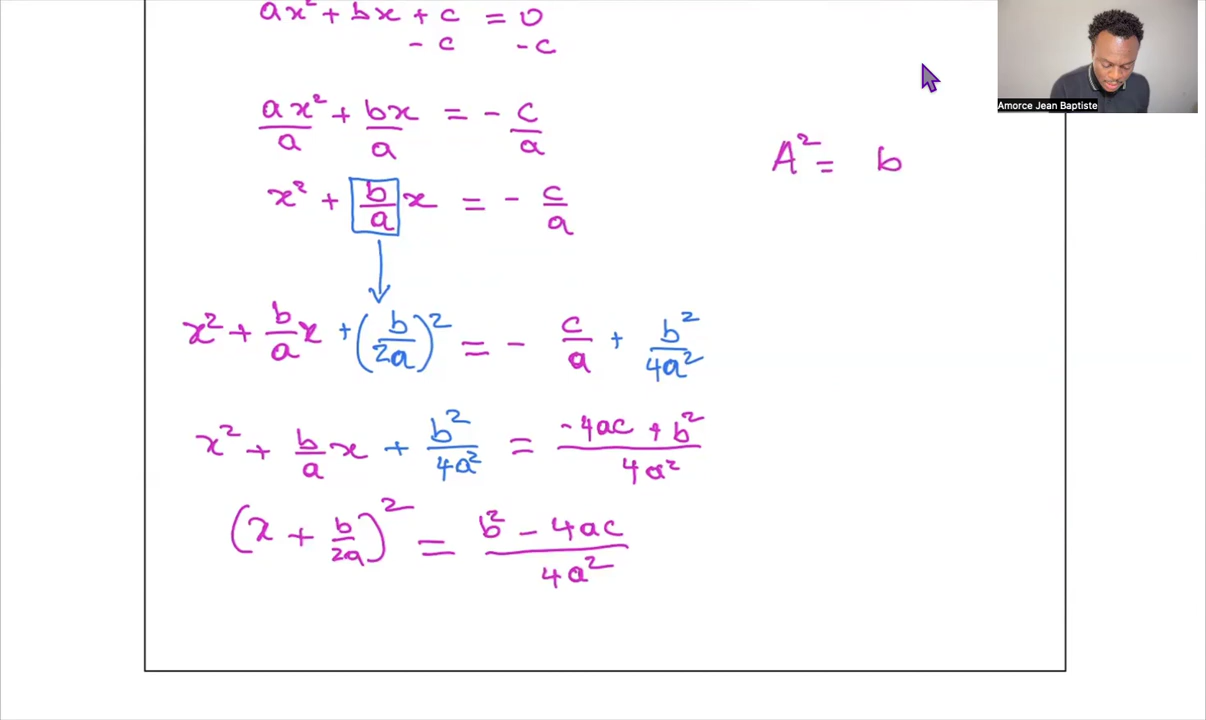 ax² + bx + c = 0
- c - c
ax²/a + bx/a = - c/a
x² + b/a x = - c/a
x² + b/a x + (b/2a)² = - c/a + b²/4a²
x² + b/a x + b²/4a² = -4ac + b²/4a²
(x + b/2a)² = b² - 4ac/4a²
A² = b
Amorce Jean Baptiste